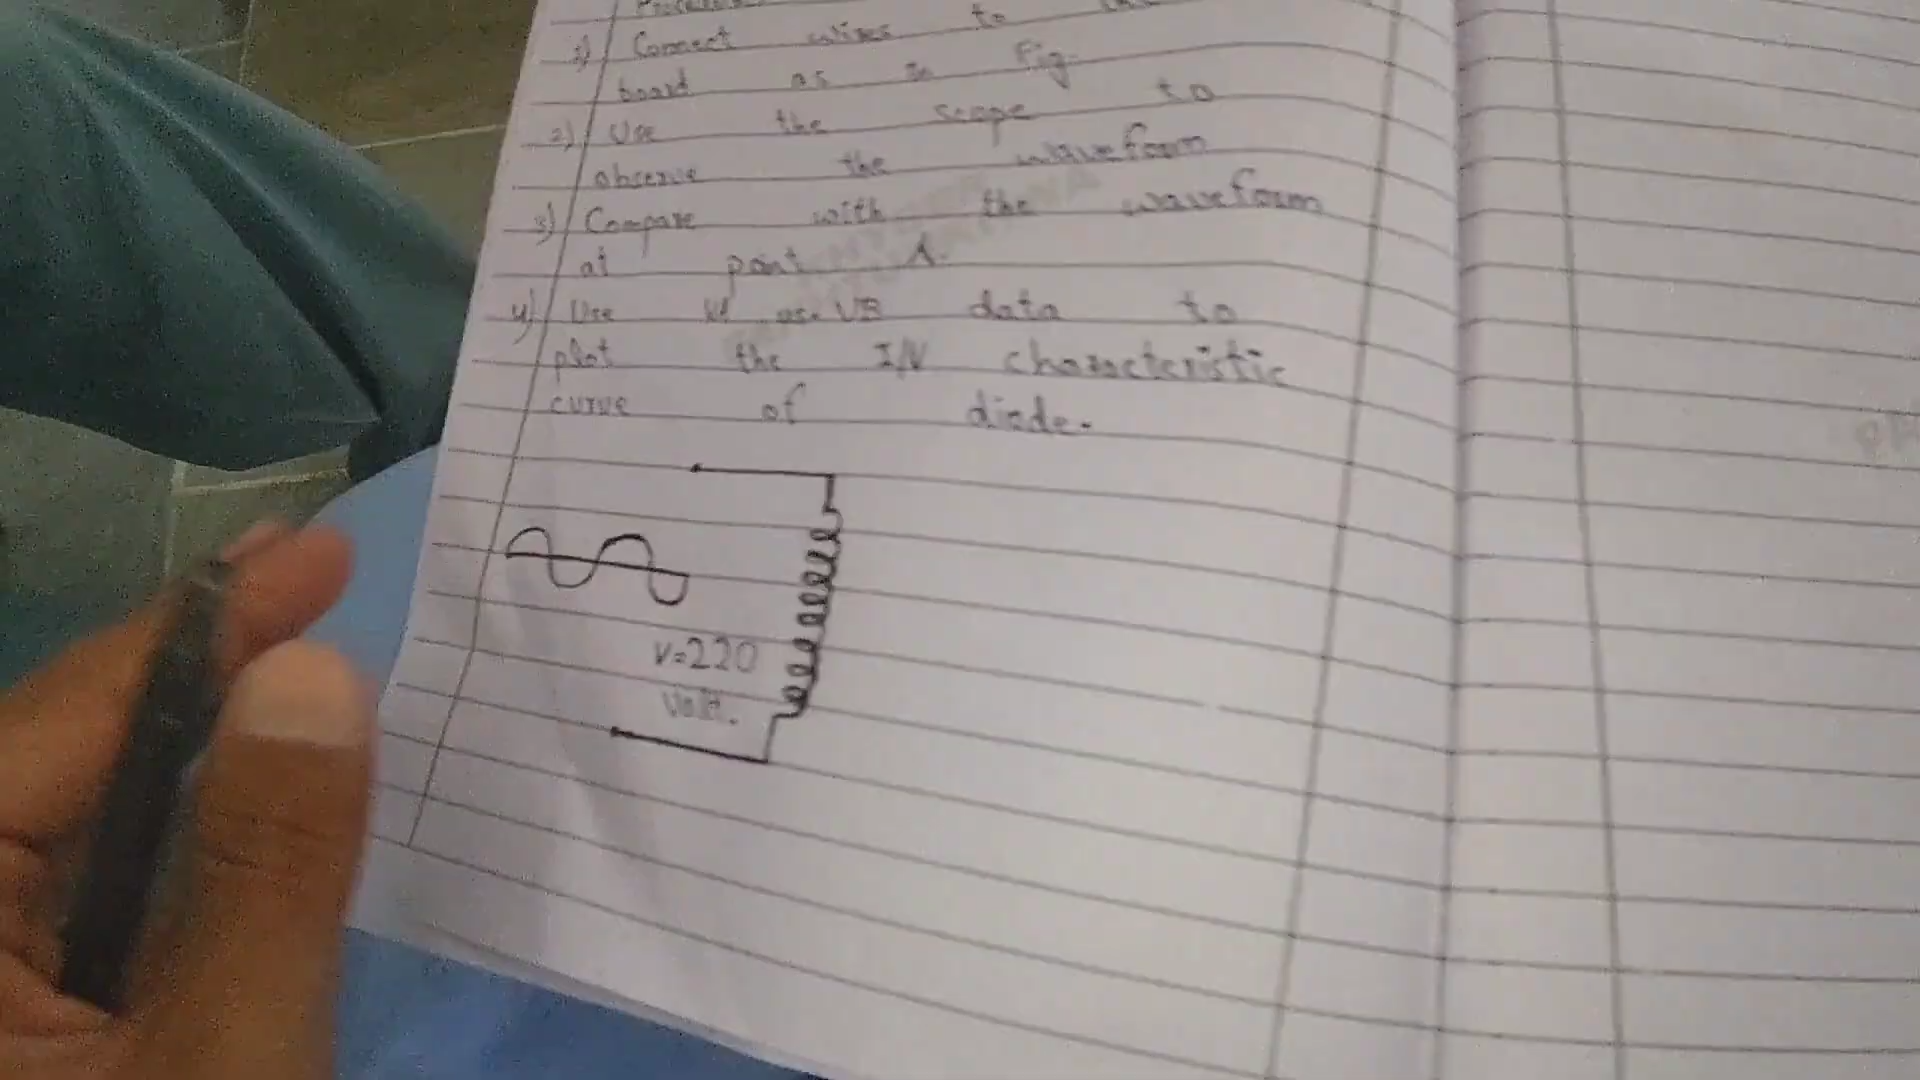 1) Connect wires to
board as in Fig.
2) Use the scope to
observe the waveform
3) Compare with the waveform
at point A.
4) Use VB data to
plot the I/V characteristic
curve of diode.
V=220
Volt.